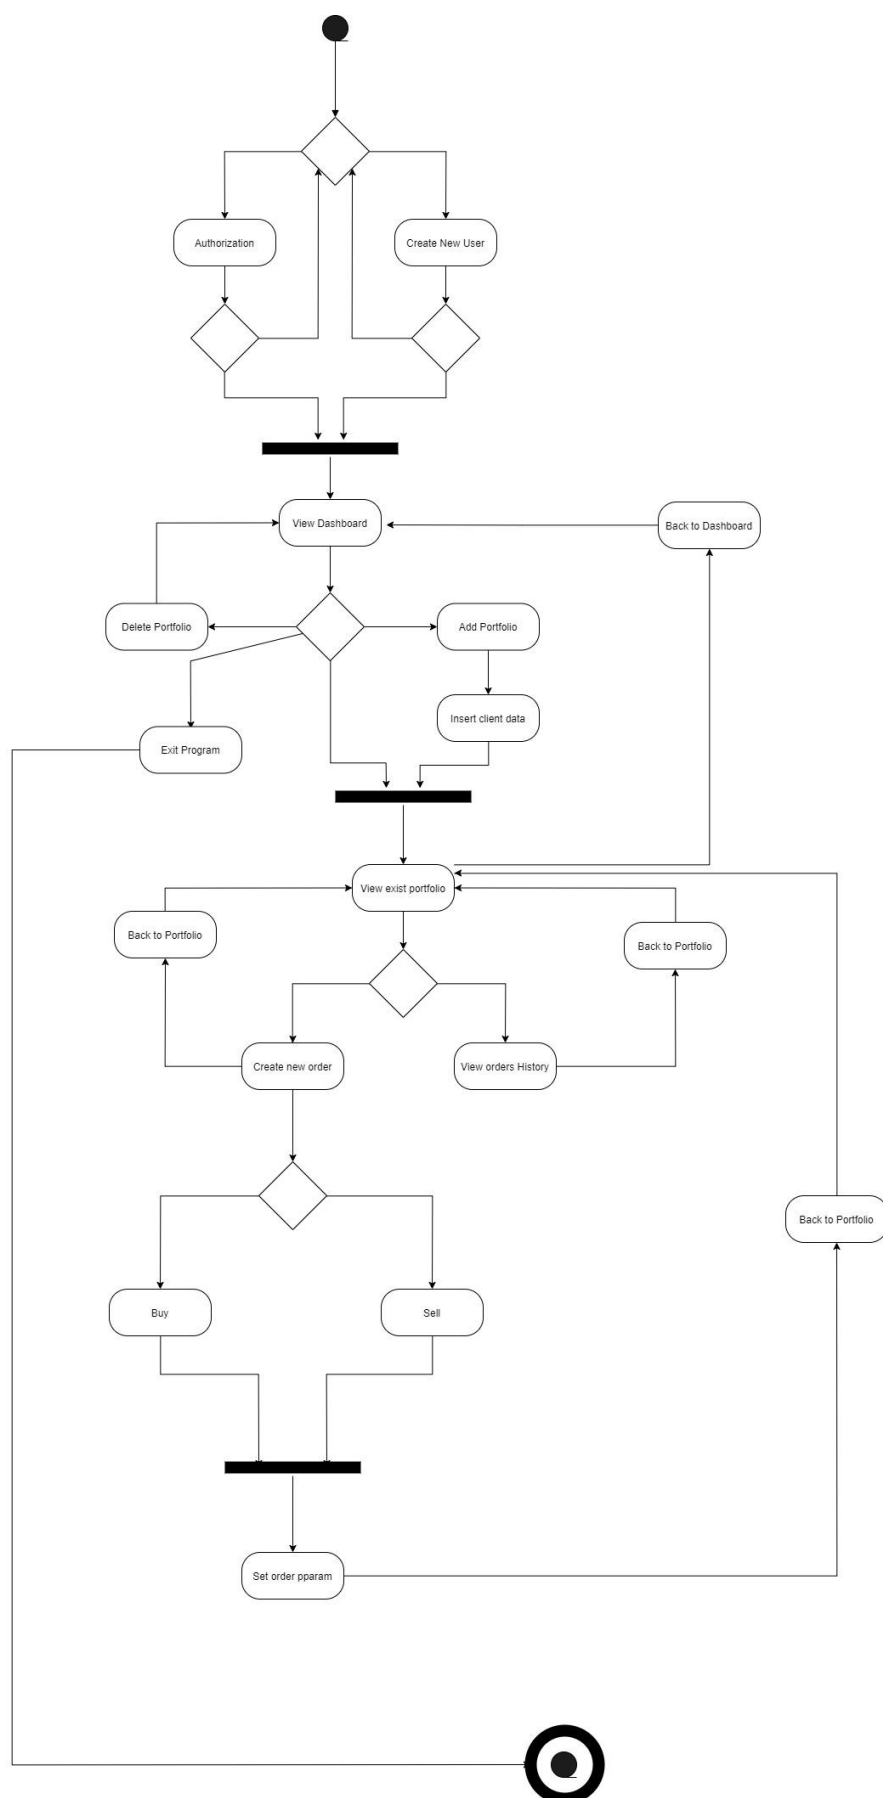 Authorization
Create New User
View Dashboard
Back to Dashboard
Delete Portfolio
Add Portfolio
Insert client data
Exit Program
View exist portfolio
Back to Portfolio
Back to Portfolio
Create new order
View orders History
Back to Portfolio
Buy
Sell
Set order pparam